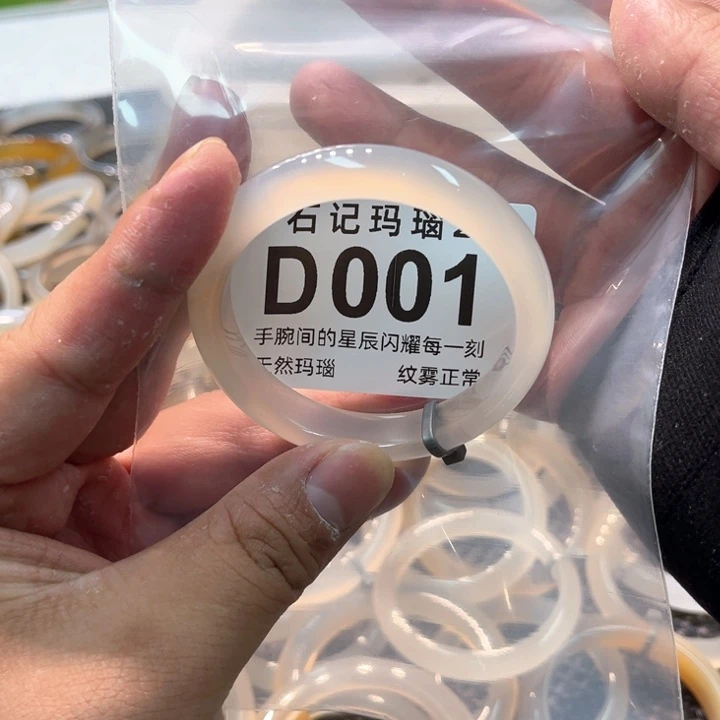 石记玛瑙
D001
手腕间的星辰闪耀每一刻
天然玛瑙 纹雾正常